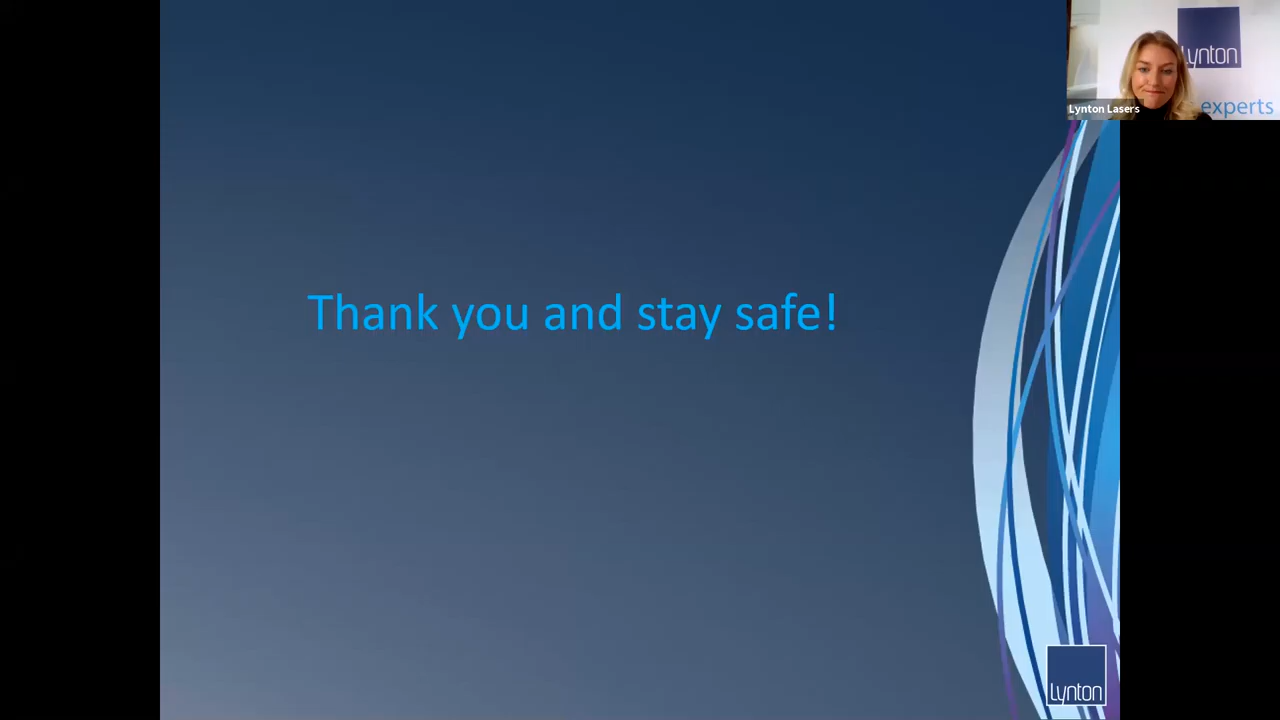 Lynton
Lynton Lasers
experts
Thank you and stay safe!
Lynton